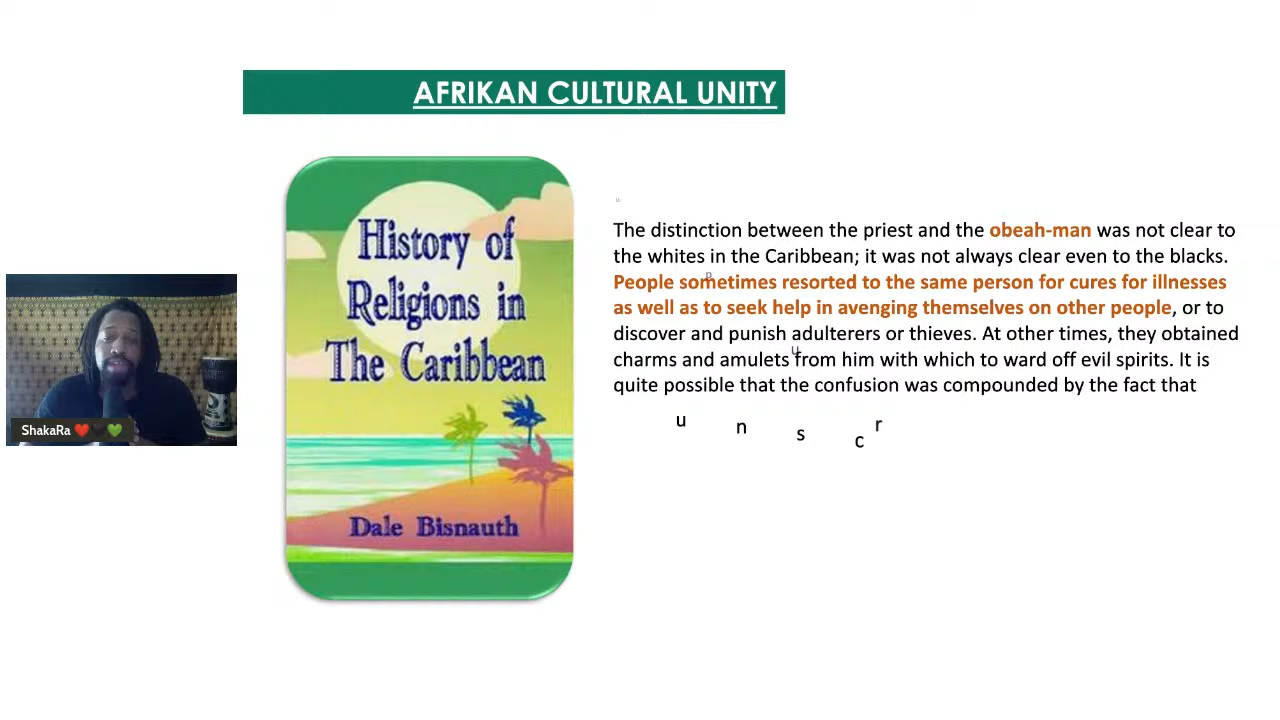 AFRIKAN CULTURAL UNITY
History of
Religions in
The Caribbean
Dale Bisnauth
ShakaRa ❤️🖤💚
The distinction between the priest and the obeah-man was not clear to
the whites in the Caribbean; it was not always clear even to the blacks.
People sometimes resorted to the same person for cures for illnesses
as well as to seek help in avenging themselves on other people, or to
discover and punish adulterers or thieves. At other times, they obtained
charms and amulets from him with which to ward off evil spirits. It is
quite possible that the confusion was compounded by the fact that
u n s c r